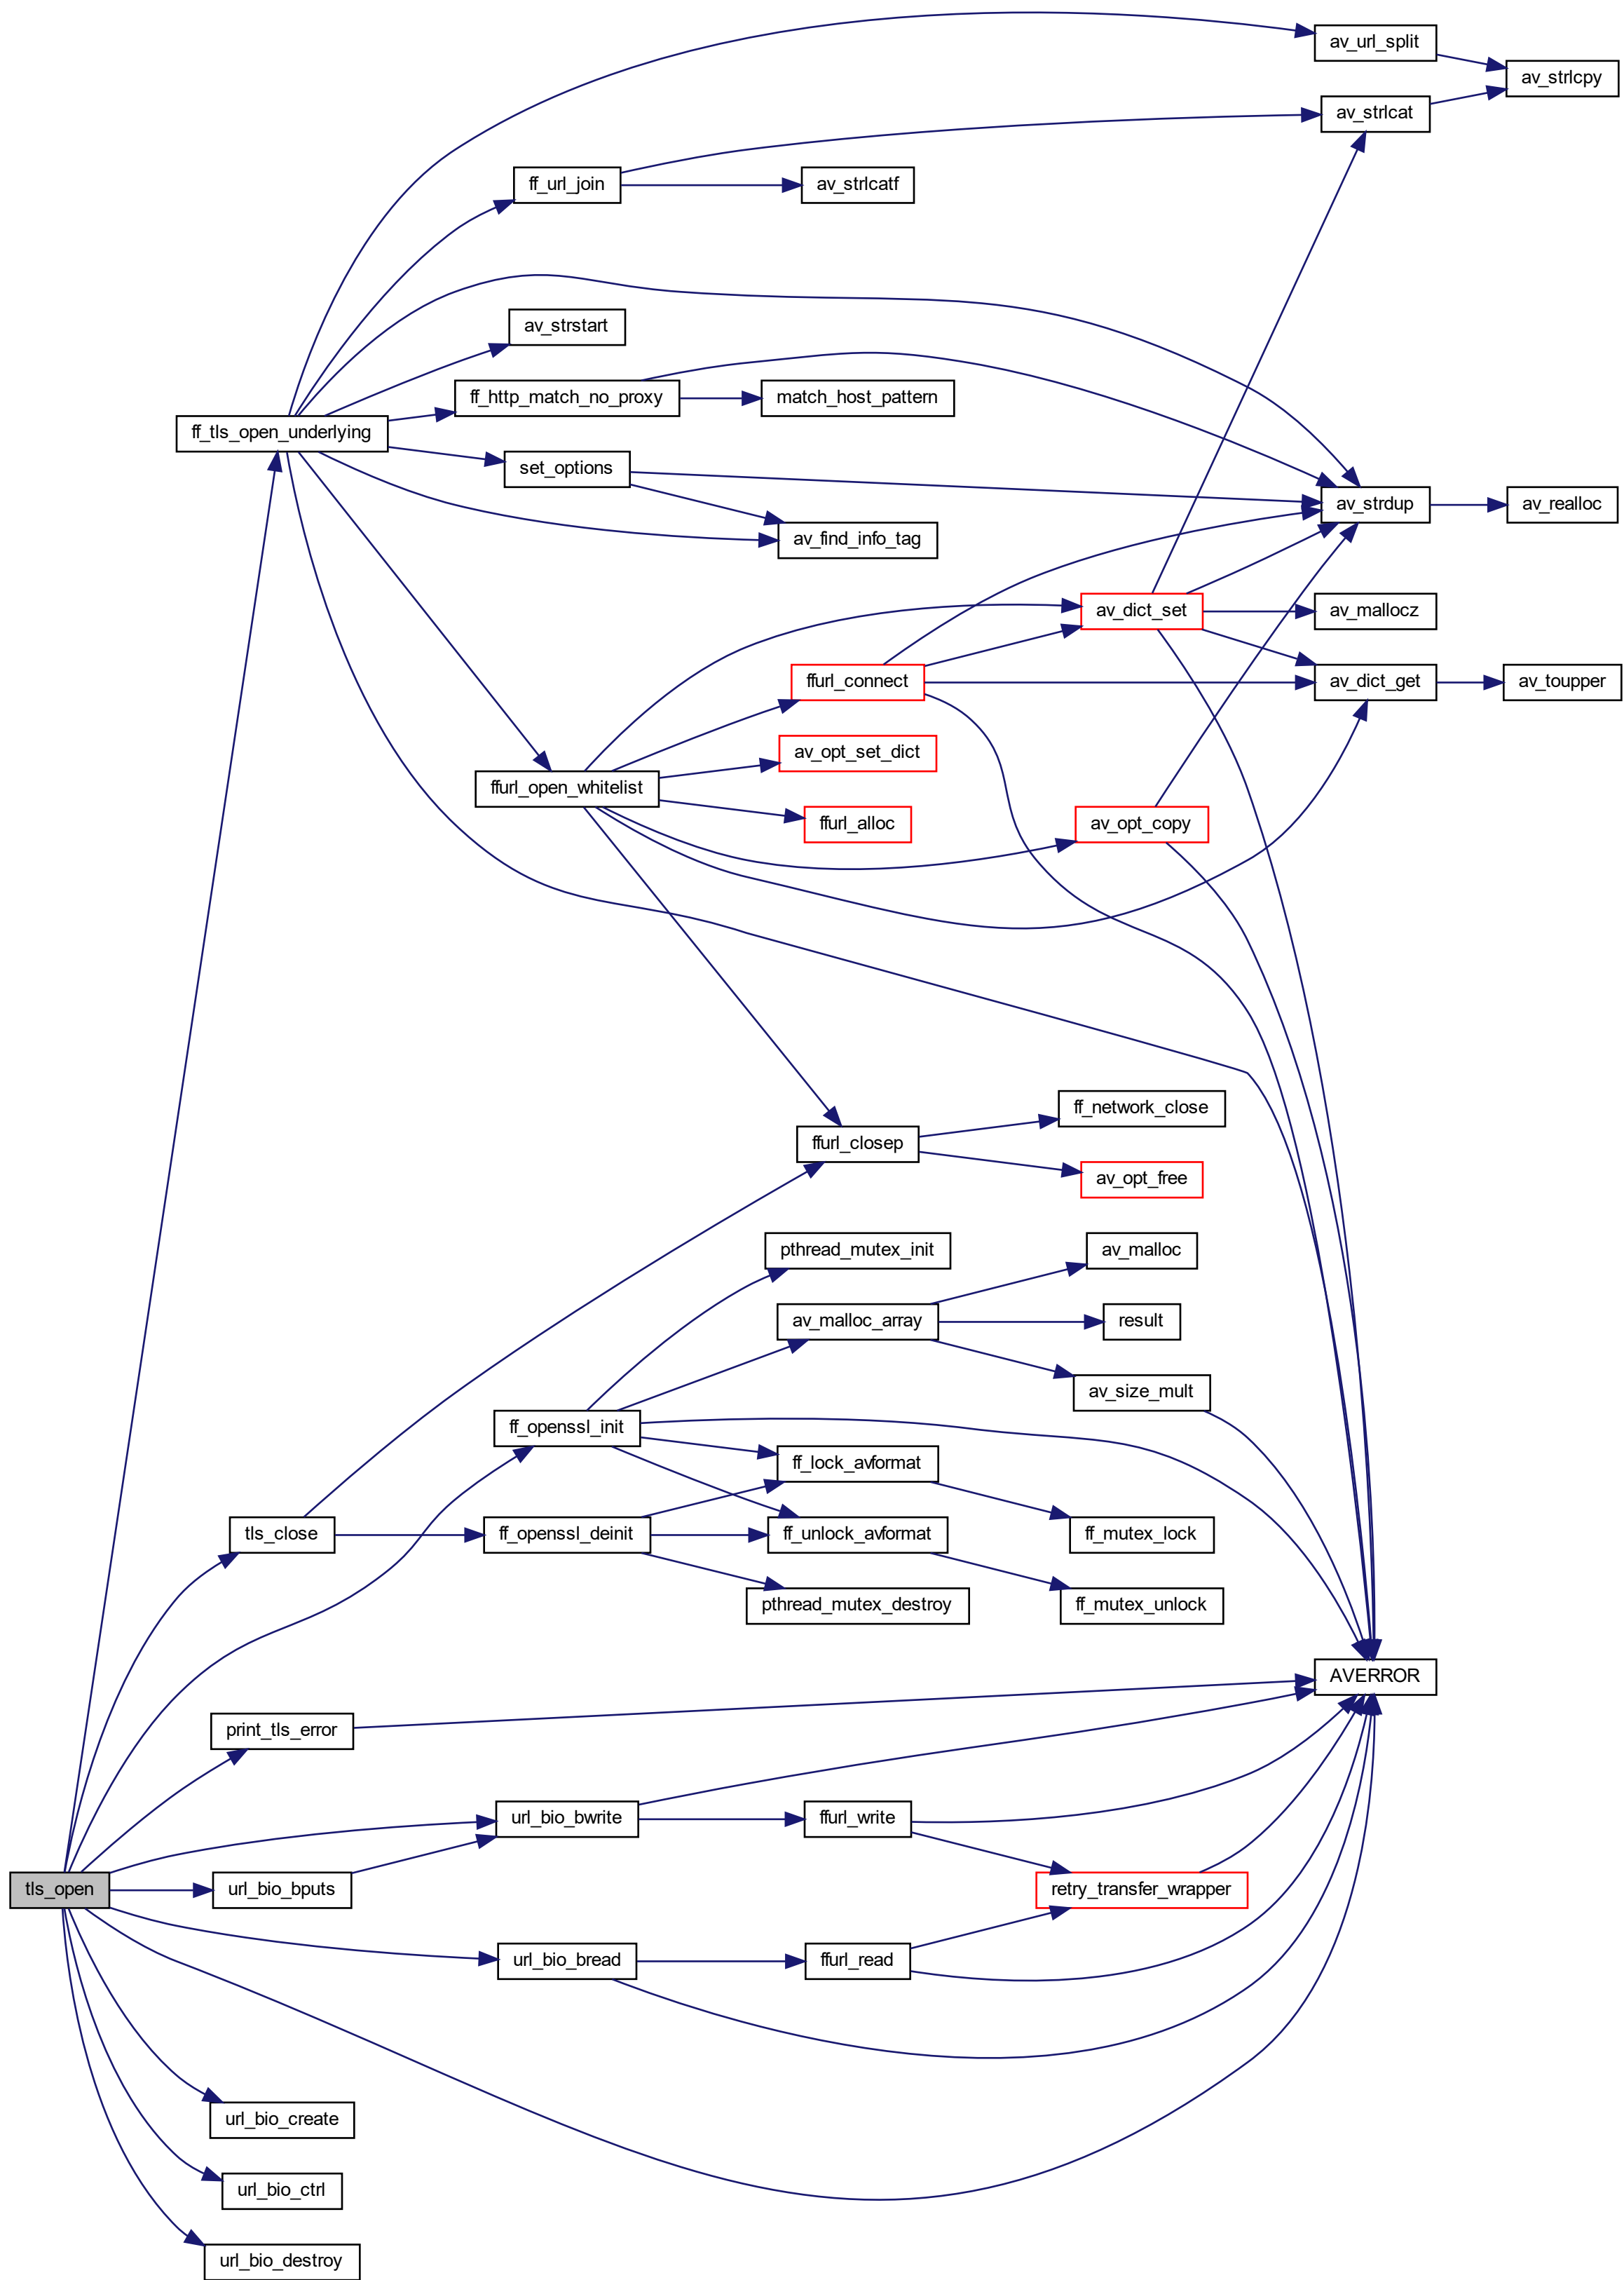 av_url_split
av_strlcpy
av_strlcat
ff_url_join
av_strlcatf
av_strstart
ff_http_match_no_proxy
match_host_pattern
ff_tls_open_underlying
set_options
av_strdup
av_realloc
av_find_info_tag
av_dict_set
av_mallocz
ffurl_connect
av_dict_get
av_toupper
av_opt_set_dict
ffurl_open_whitelist
ffurl_alloc
av_opt_copy
ff_network_close
ffurl_closep
av_opt_free
pthread_mutex_init
av_malloc
av_malloc_array
result
av_size_mult
ff_openssl_init
ff_lock_avformat
tls_close
ff_openssl_deinit
ff_unlock_avformat
ff_mutex_lock
pthread_mutex_destroy
ff_mutex_unlock
AVERROR
print_tls_error
url_bio_bwrite
ffurl_write
tls_open
url_bio_bputs
retry_transfer_wrapper
url_bio_bread
ffurl_read
url_bio_create
url_bio_ctrl
url_bio_destroy